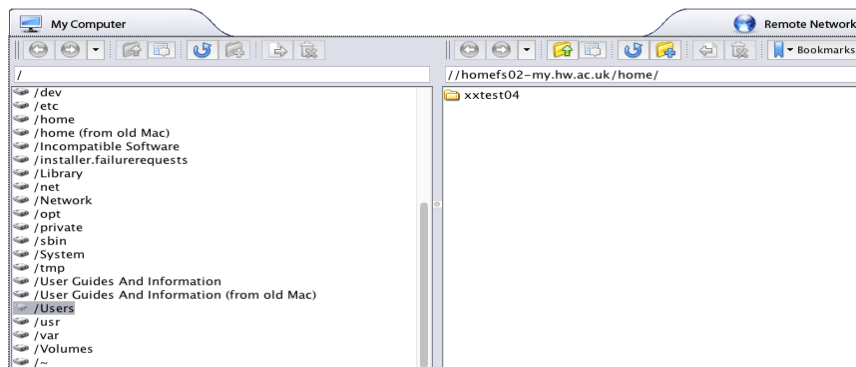 My Computer
Remote Network
Bookmarks
/
//homefs02-my.hw.ac.uk/home/
/dev
/etc
/home
/home (from old Mac)
/Incompatible Software
/installer.failurerequests
/Library
/net
/Network
/opt
/private
/sbin
/System
/tmp
/User Guides And Information
/User Guides And Information (from old Mac)
/Users
/usr
/var
/Volumes
/~
xxtest04